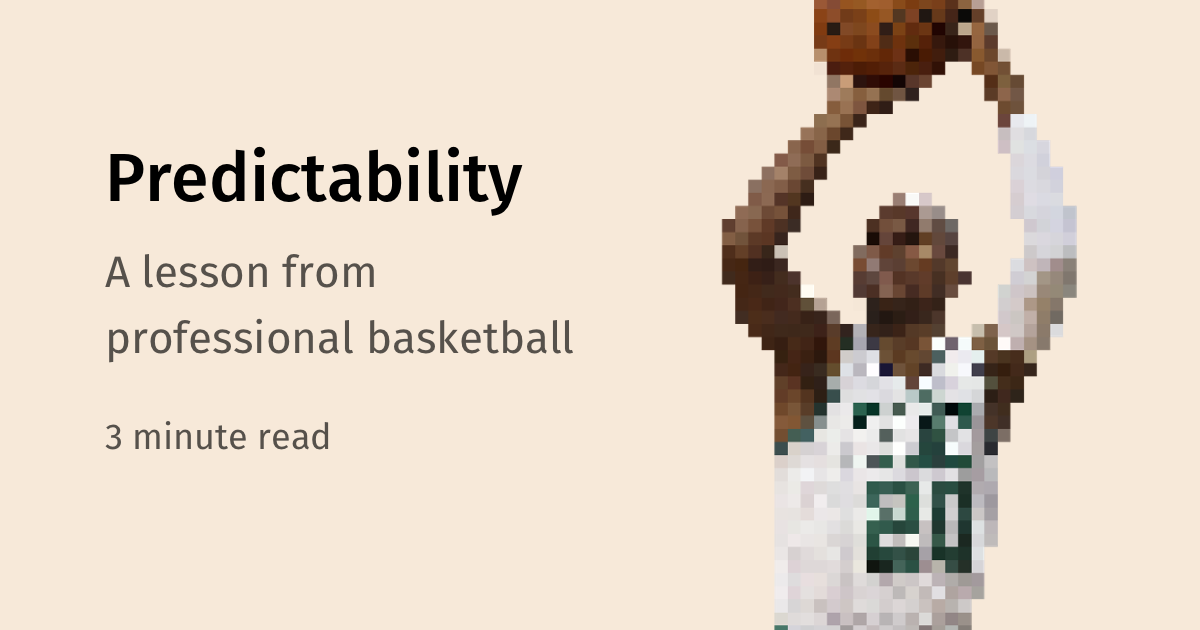 Predictability
A lesson from
professional basketball
3 minute read
20